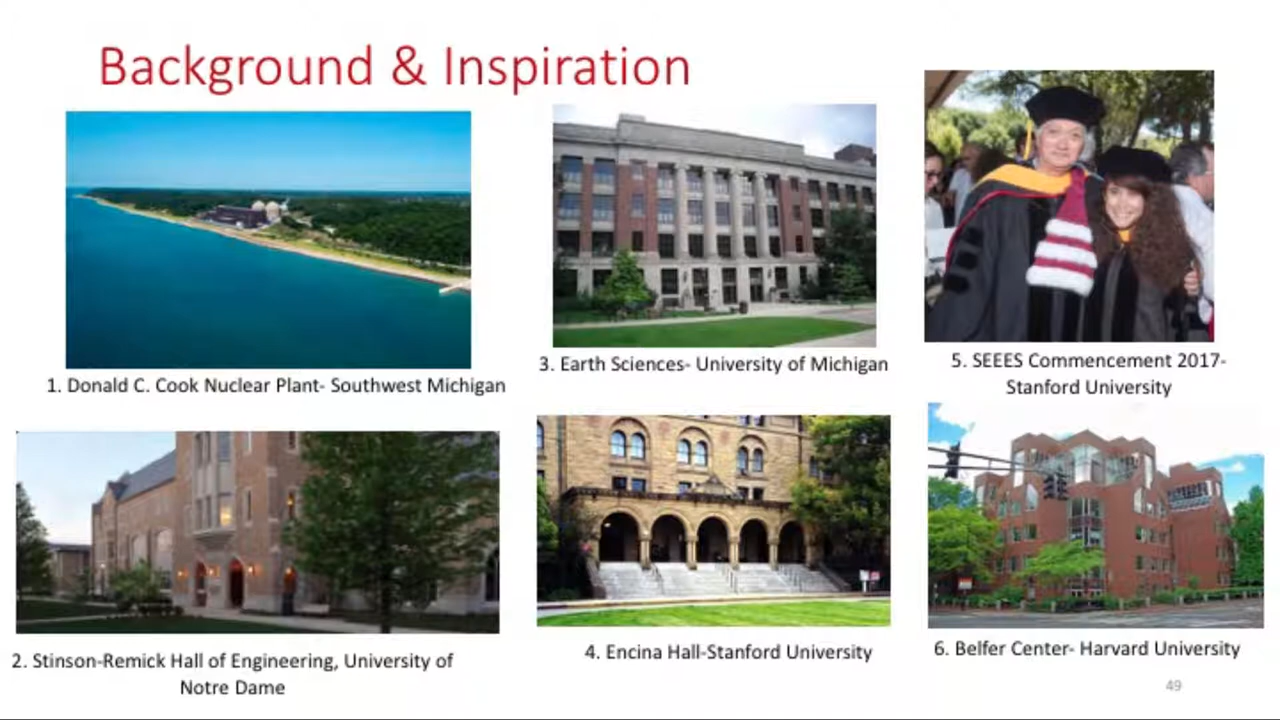 Background & Inspiration
1. Donald C. Cook Nuclear Plant- Southwest Michigan
2. Stinson-Remick Hall of Engineering, University of
Notre Dame
3. Earth Sciences- University of Michigan
4. Encina Hall-Stanford University
5. SEEES Commencement 2017-
Stanford University
6. Belfer Center- Harvard University
49